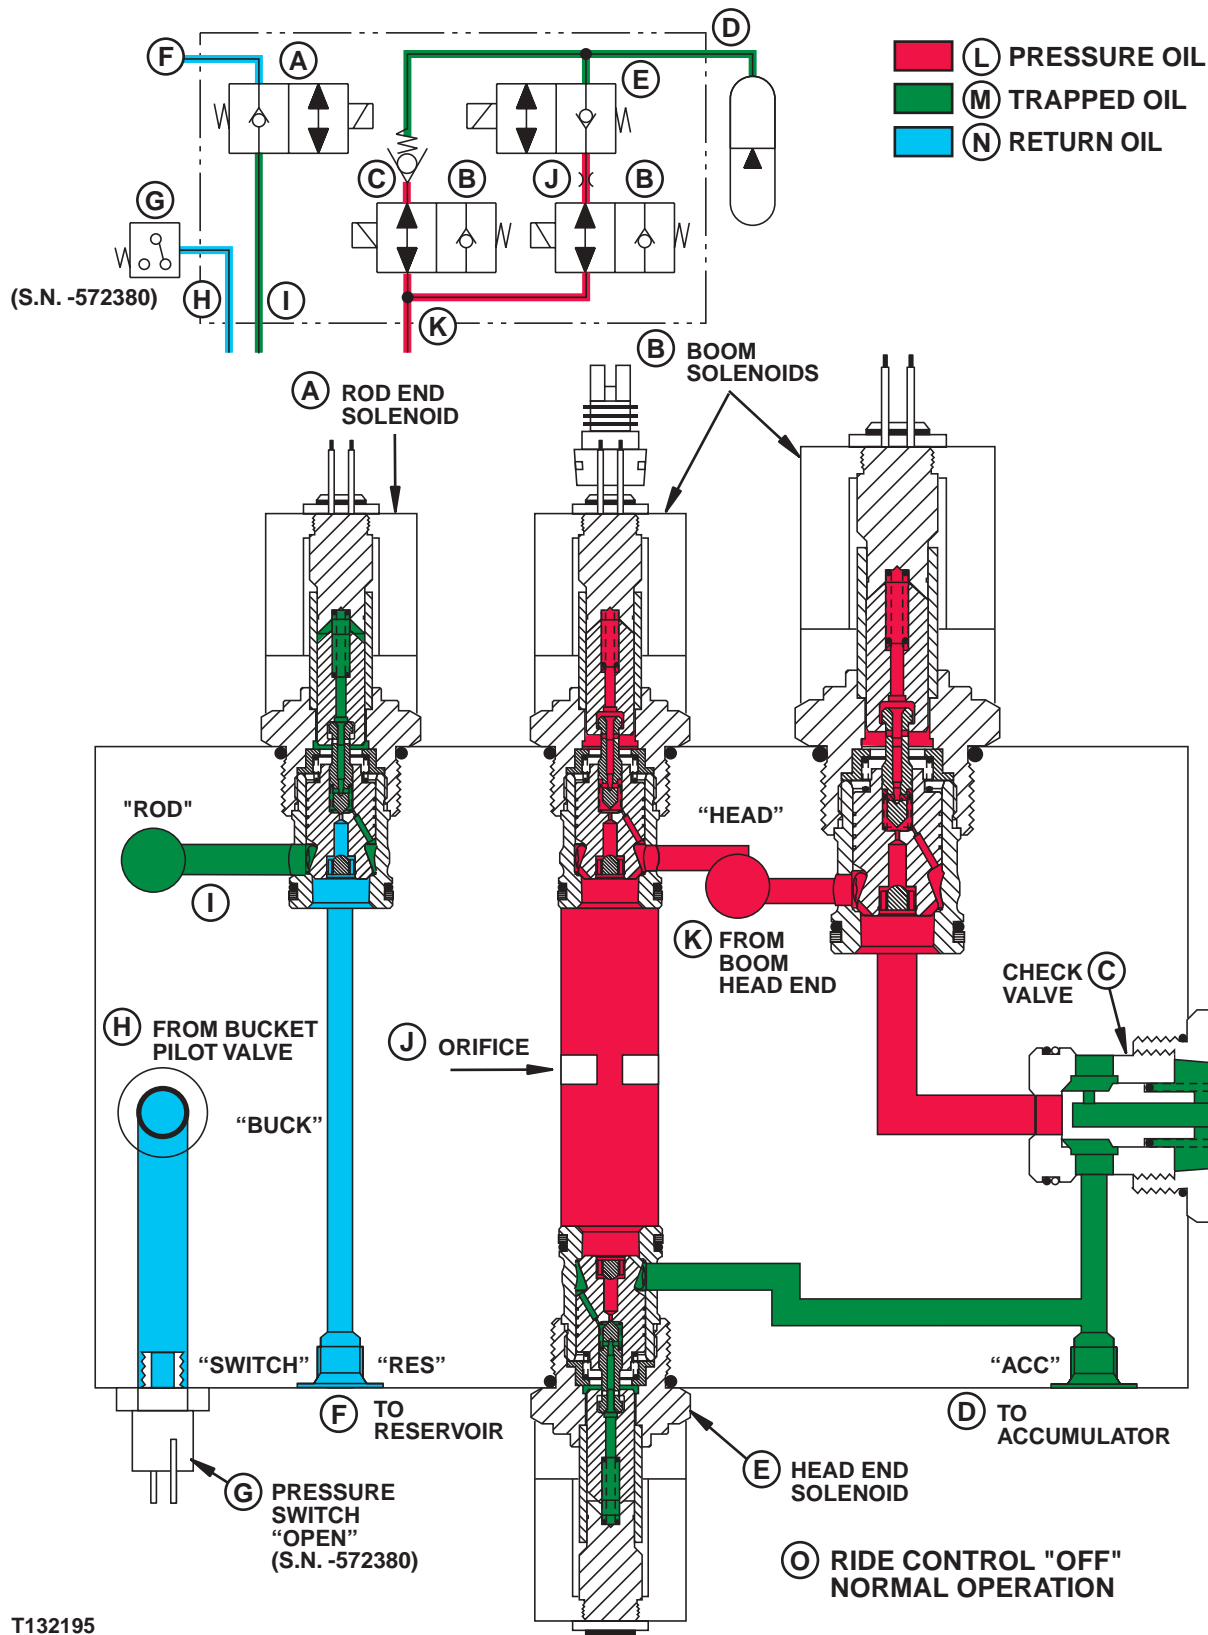 F
A
D
E
L PRESSURE OIL
M TRAPPED OIL
N RETURN OIL
C
B
J
B
G
(S.N. -572380)
H
I
K
B BOOM
SOLENOIDS
A ROD END
SOLENOID
"ROD"
“HEAD”
I
K FROM
BOOM
HEAD END
CHECK C
VALVE
H FROM BUCKET
PILOT VALVE
J ORIFICE
“BUCK”
“SWITCH”
“RES”
“ACC”
F TO
RESERVOIR
D TO
ACCUMULATOR
G PRESSURE
SWITCH
“OPEN”
(S.N. -572380)
E HEAD END
SOLENOID
O RIDE CONTROL "OFF"
NORMAL OPERATION
T132195